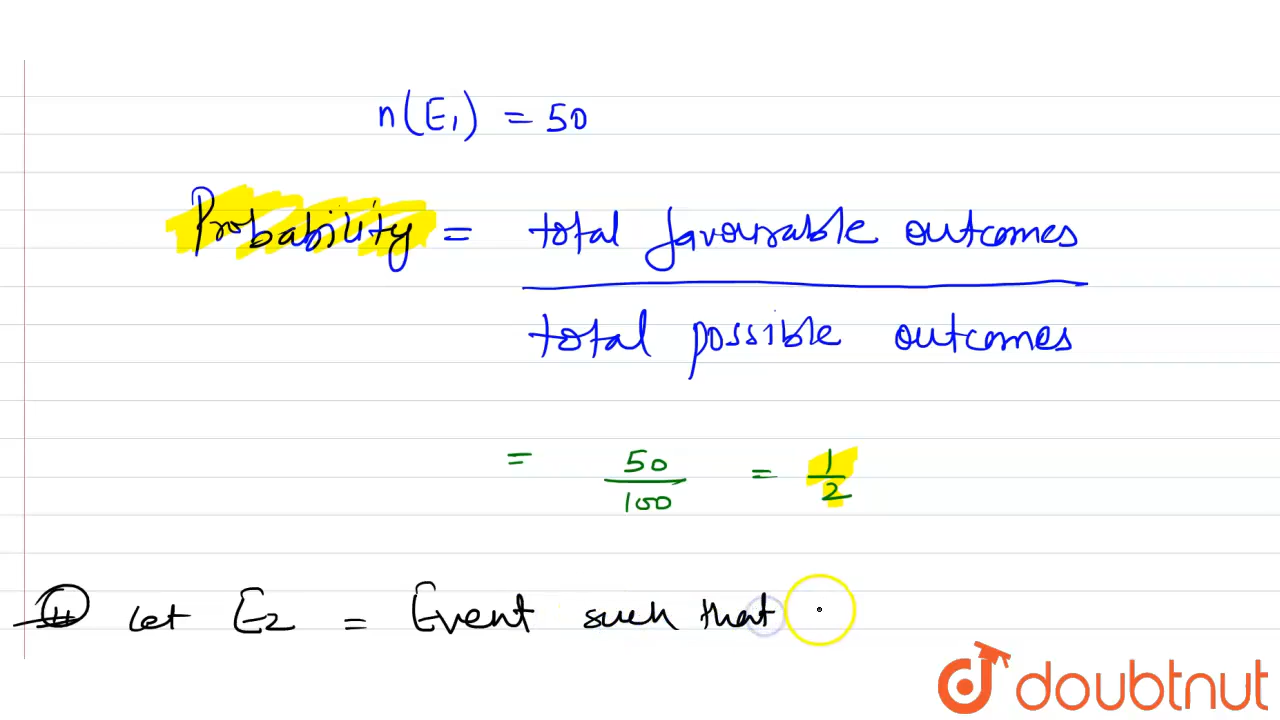 n(E₁) = 50
Probability = total favourable outcomes
total possible outcomes
= 50/100 = 1/2
Let E₂ = Event such that
doubtnut